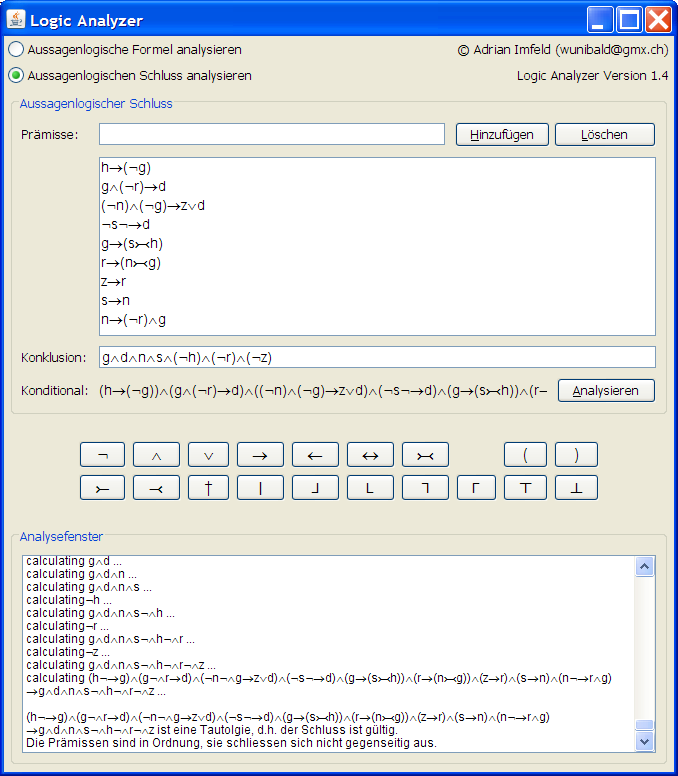 Logic Analyzer
Aussagenlogische Formel analysieren
© Adrian Imfeld (wunibald@gmx.ch)
Aussagenlogischen Schluss analysieren
Logic Analyzer Version 1.4
Aussagenlogischer Schluss
Prämisse:
Hinzufügen
Löschen
h→(¬g)
g∧(¬r)→d
(¬n)∧(¬g)→z∨d
¬s¬→d
g→(s⤚⤙h)
r→(n⤚⤙g)
z→r
s→n
n→(¬r)∧g
Konklusion: g∧d∧n∧s∧(¬h)∧(¬r)∧(¬z)
Konditional: (h→(¬g))∧(g∧(¬r)→d)∧((¬n)∧(¬g)→z∨d)∧(¬s¬→d)∧(g→(s⤚⤙h))∧(r–
Analysieren
¬ ∧ ∨ → ← ↔ ⤚⤙ ( )
⤚ ⤙ † | ┘ └ ┐ ┌ ⊤ ⊥
Analysefenster
calculating g∧d ...
calculating g∧d∧n ...
calculating g∧d∧n∧s ...
calculating¬h ...
calculating g∧d∧n∧s¬∧h ...
calculating¬r ...
calculating g∧d∧n∧s¬∧h¬∧r ...
calculating¬z ...
calculating g∧d∧n∧s¬∧h¬∧r¬∧z ...
calculating (h¬→g)∧(g¬∧r→d)∧(¬n¬∧g→z∨d)∧(¬s¬→d)∧(g→(s⤚⤙h))∧(r→(n⤚⤙g))∧(z→r)∧(s→n)∧(n¬→r∧g)
→g∧d∧n∧s¬∧h¬∧r¬∧z ...
(h¬→g)∧(g¬∧r→d)∧(¬n¬∧g→z∨d)∧(¬s¬→d)∧(g→(s⤚⤙h))∧(r→(n⤚⤙g))∧(z→r)∧(s→n)∧(n¬→r∧g)
→g∧d∧n∧s¬∧h¬∧r¬∧z ist eine Tautolgie, d.h. der Schluss ist gültig.
Die Prämissen sind in Ordnung, sie schliessen sich nicht gegenseitig aus.